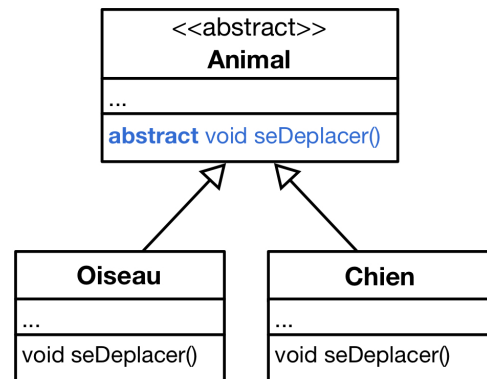 <<abstract>>
Animal
...
abstract void seDeplacer()
Oiseau
...
void seDeplacer()
Chien
...
void seDeplacer()